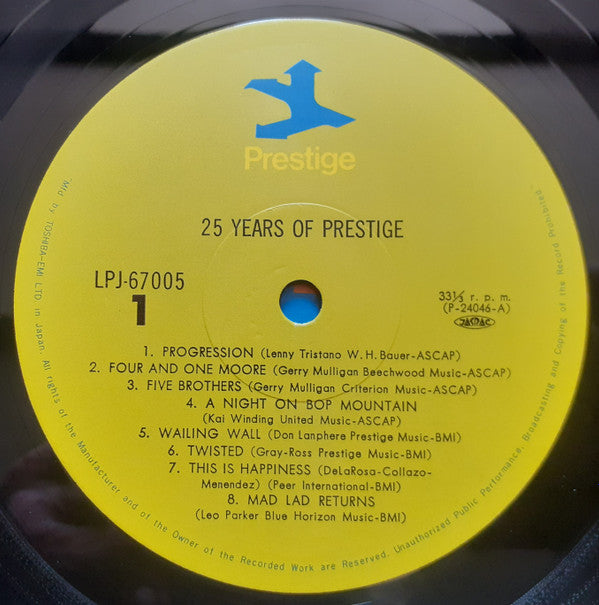 Prestige
25 YEARS OF PRESTIGE
LPJ-67005
1
33⅓ r. p. m.
(P-24046-A)
JASRAC
1. PROGRESSION (Lenny Tristano W. H. Bauer-ASCAP)
2. FOUR AND ONE MOORE (Gerry Mulligan Beechwood Music-ASCAP)
3. FIVE BROTHERS (Gerry Mulligan Criterion Music-ASCAP)
4. A NIGHT ON BOP MOUNTAIN
(Kai Winding United Music-ASCAP)
5. WAILING WALL (Don Lanphere Prestige Music-BMI)
6. TWISTED (Gray-Ross Prestige Music-BMI)
7. THIS IS HAPPINESS (DeLaRosa-Collazo-
Menendez) (Peer International-BMI)
8. MAD LAD RETURNS
(Leo Parker Blue Horizon Music-BMI)
"Mfd by TOSHIBA-EMI LTD in Japan. All rights of the Manufacturer and of the Owner of the Recorded Work are Reserved. Unauthorized Public Performance, Broadcasting and Copying of the Record Prohibited"